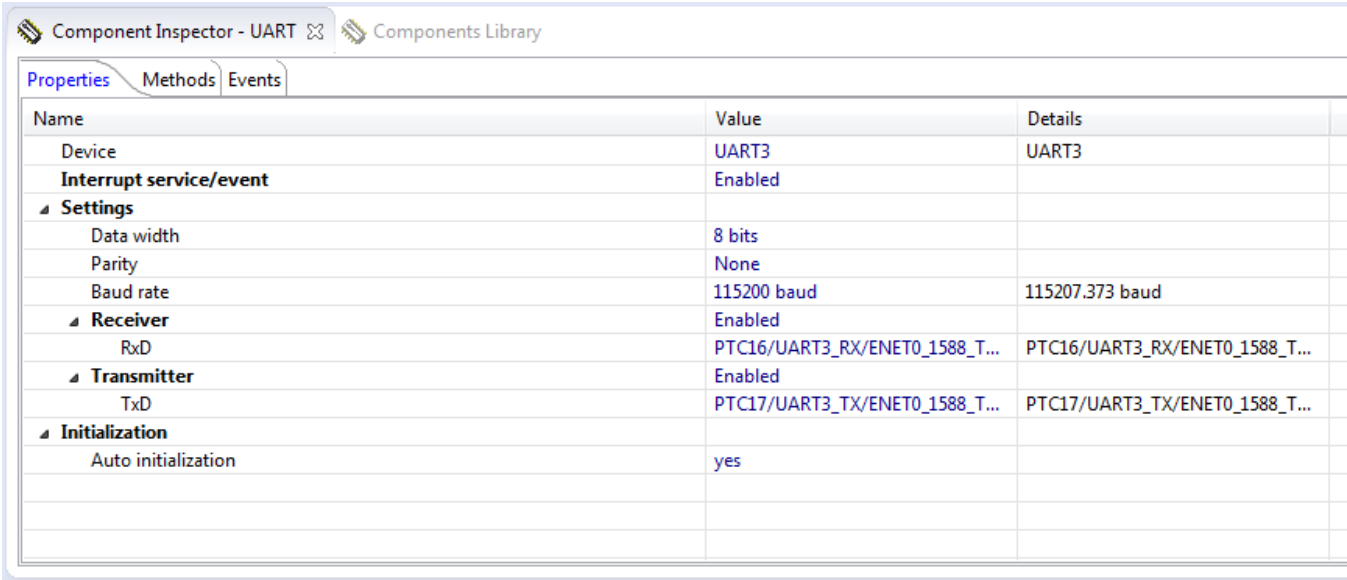 Component Inspector - UART Components Library
Properties Methods Events
Name Value Details
Device UART3 UART3
Interrupt service/event Enabled
Settings
Data width 8 bits
Parity None
Baud rate 115200 baud 115207.373 baud
Receiver Enabled
RxD PTC16/UART3_RX/ENET0_1588_T... PTC16/UART3_RX/ENET0_1588_T...
Transmitter Enabled
TxD PTC17/UART3_TX/ENET0_1588_T... PTC17/UART3_TX/ENET0_1588_T...
Initialization
Auto initialization yes